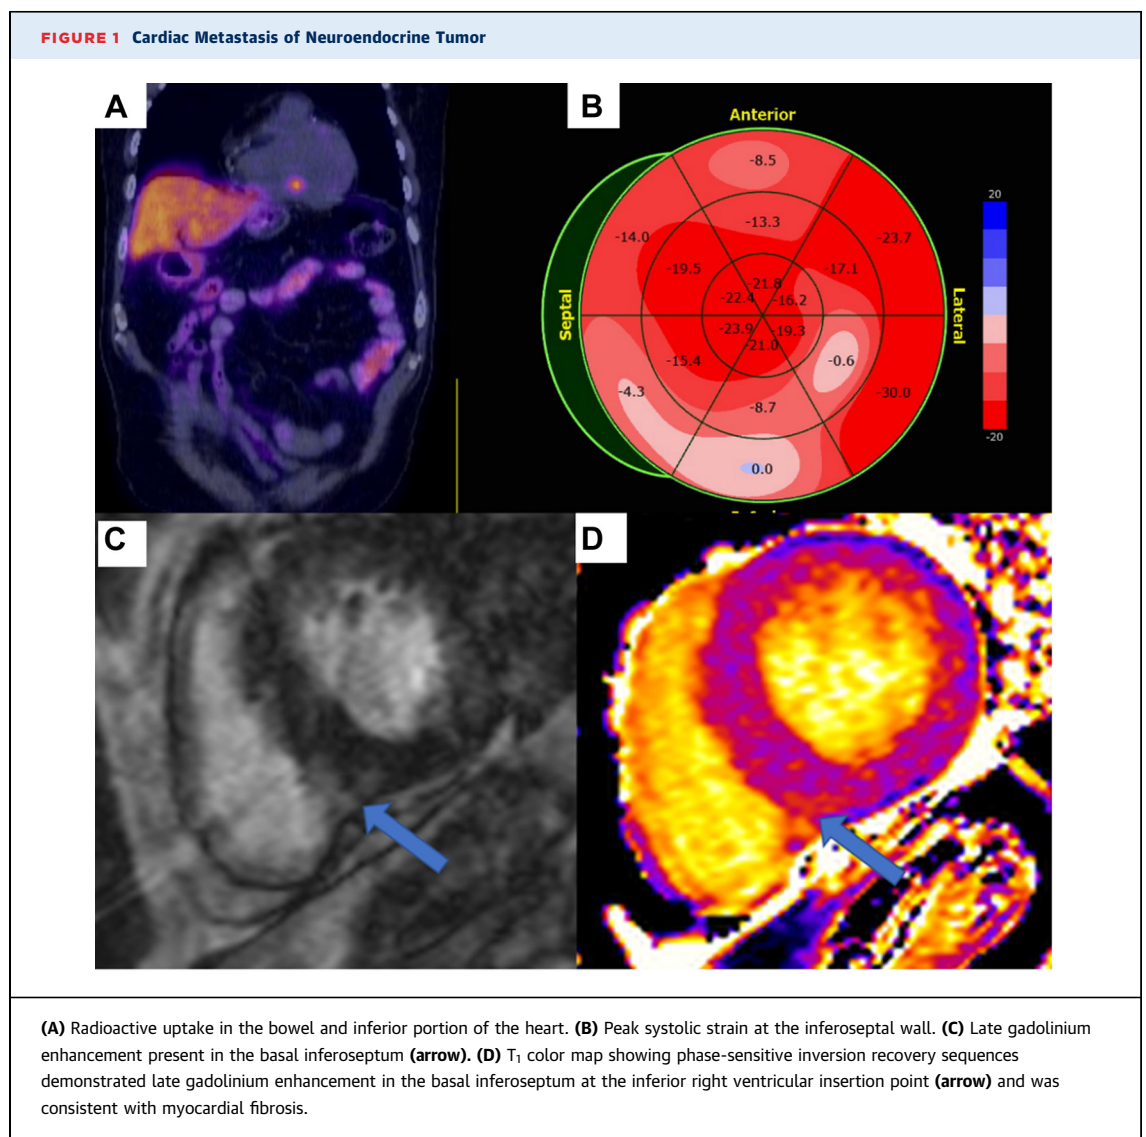 FIGURE 1 Cardiac Metastasis of Neuroendocrine Tumor
A
B
Anterior
-8.5
20
-13.3
-14.0
-23.7
-19.5
-17.1
-21.8
-22.4
-16.2
Septal
Lateral
-23.9
-19.3
-21.0
-15.4
-0.6
-4.3
-30.0
-8.7
-20
0.0
C
D
(A) Radioactive uptake in the bowel and inferior portion of the heart. (B) Peak systolic strain at the inferoseptal wall. (C) Late gadolinium
enhancement present in the basal inferoseptum (arrow). (D) T₁ color map showing phase-sensitive inversion recovery sequences
demonstrated late gadolinium enhancement in the basal inferoseptum at the inferior right ventricular insertion point (arrow) and was
consistent with myocardial fibrosis.